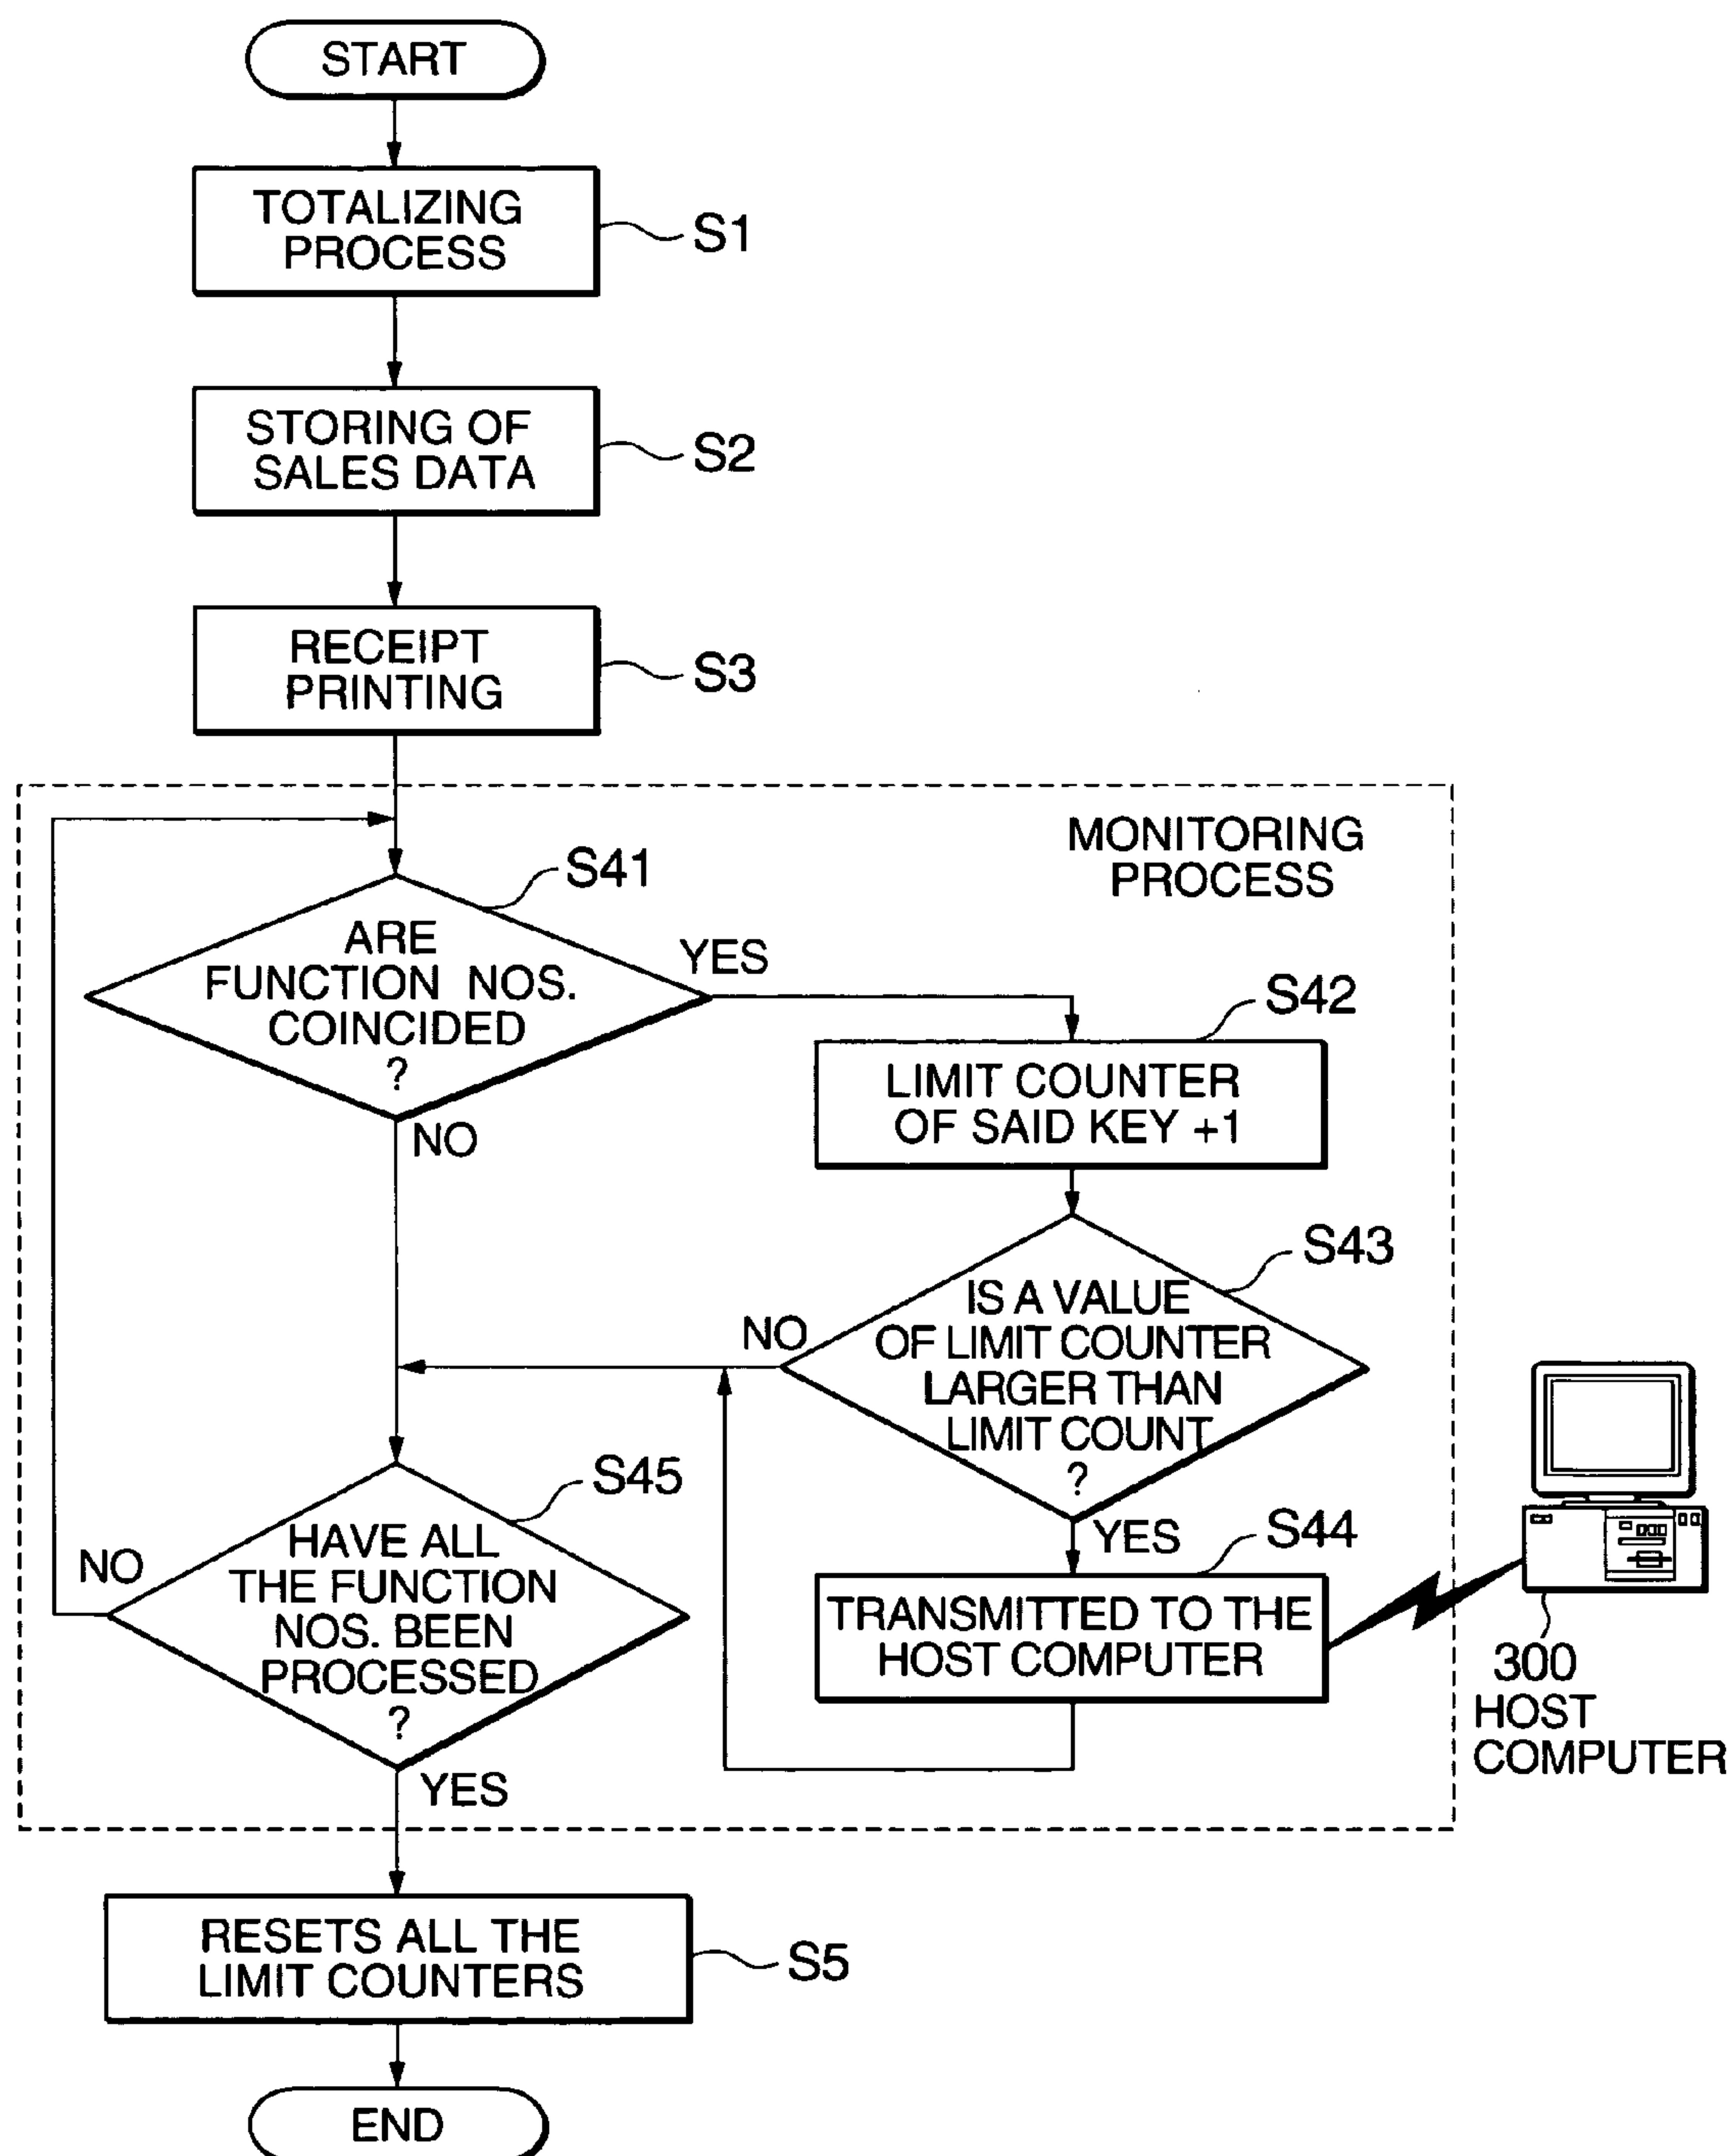 START
TOTALIZING
PROCESS
S1
STORING OF
SALES DATA
S2
RECEIPT
PRINTING
S3
MONITORING
PROCESS
S41
ARE
FUNCTION NOS.
COINCIDED
?
YES
NO
S42
LIMIT COUNTER
OF SAID KEY +1
S43
IS A VALUE
OF LIMIT COUNTER
LARGER THAN
LIMIT COUNT
?
NO
YES
S44
TRANSMITTED TO THE
HOST COMPUTER
300
HOST
COMPUTER
S45
HAVE ALL
THE FUNCTION
NOS. BEEN
PROCESSED
?
NO
YES
RESETS ALL THE
LIMIT COUNTERS
S5
END